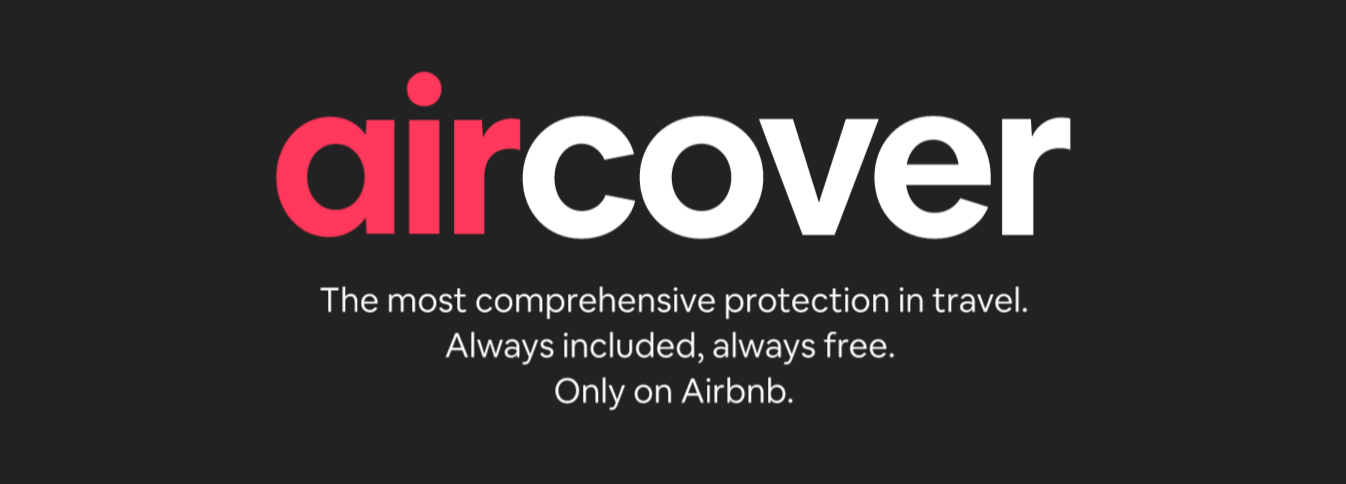 aircover
The most comprehensive protection in travel.
Always included, always free.
Only on Airbnb.